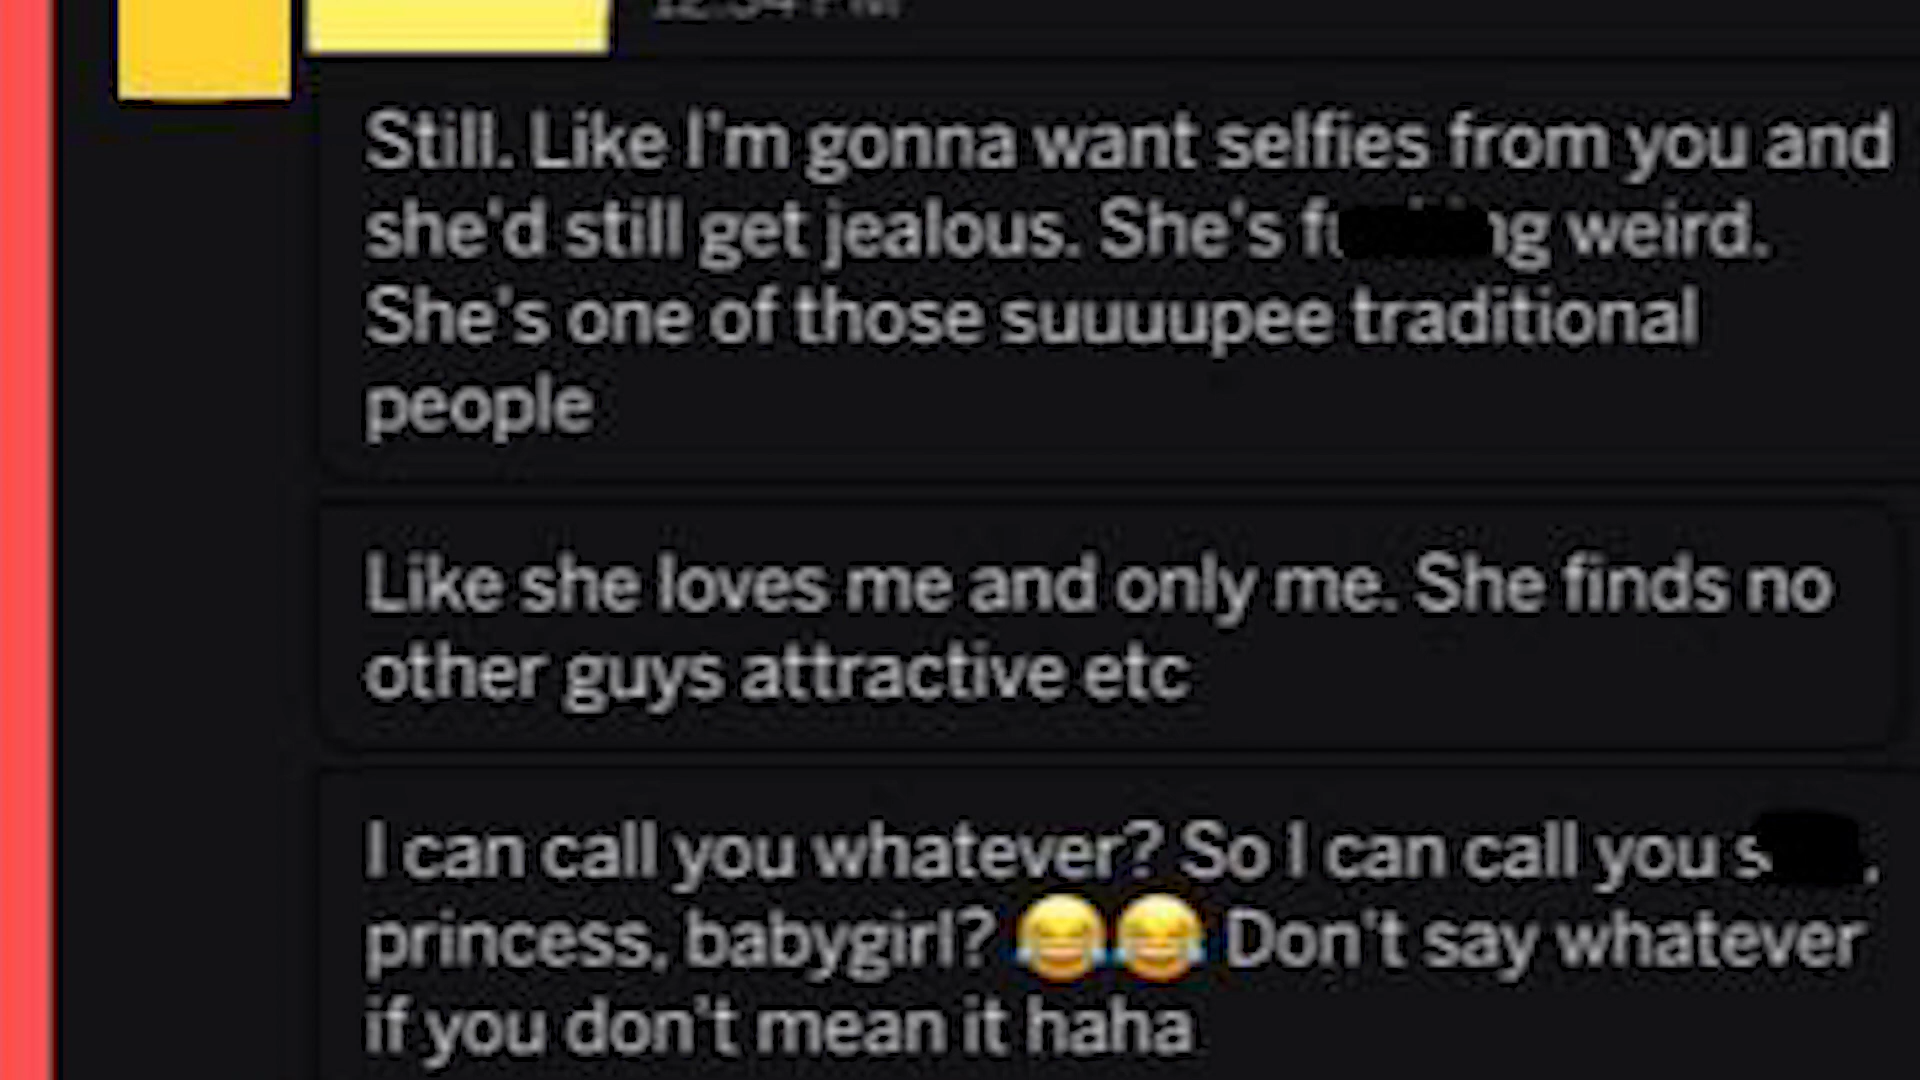 Still. Like I'm gonna want selfies from you and
she'd still get jealous. She's weird.
She's one of those suuuupee traditional
people
Like she loves me and only me. She finds no
other guys attractive etc
I can call you whatever? So I can call you
princess, babygirl? 😂😂 Don't say whatever
if you don't mean it haha